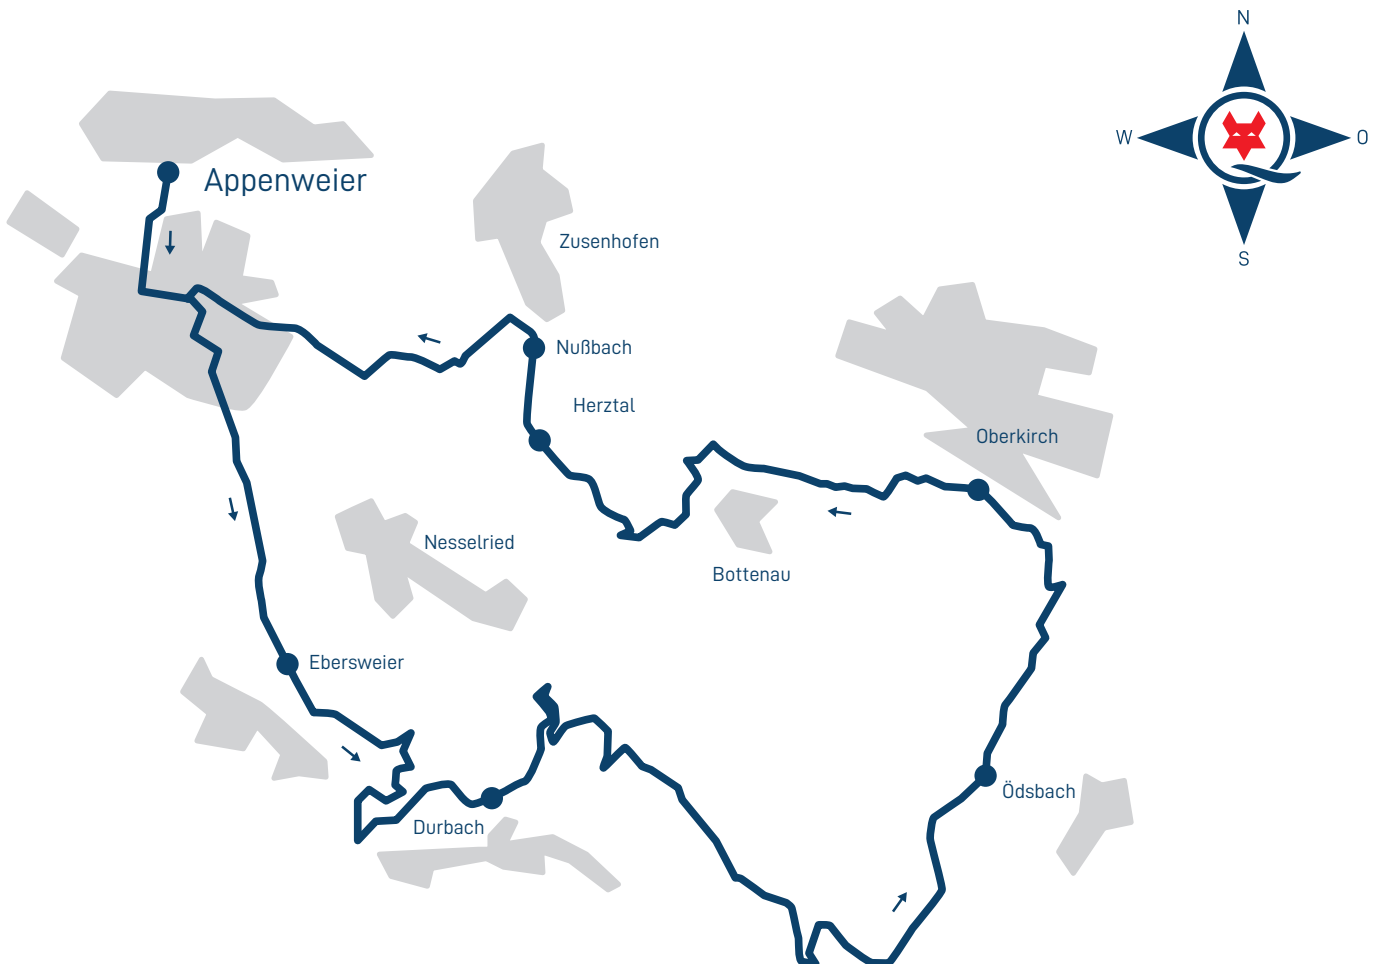 N
W
O
S
Appenweier
Zusenhofen
Nußbach
Herztal
Oberkirch
Nesselried
Bottenau
Ebersweier
Ödsbach
Durbach